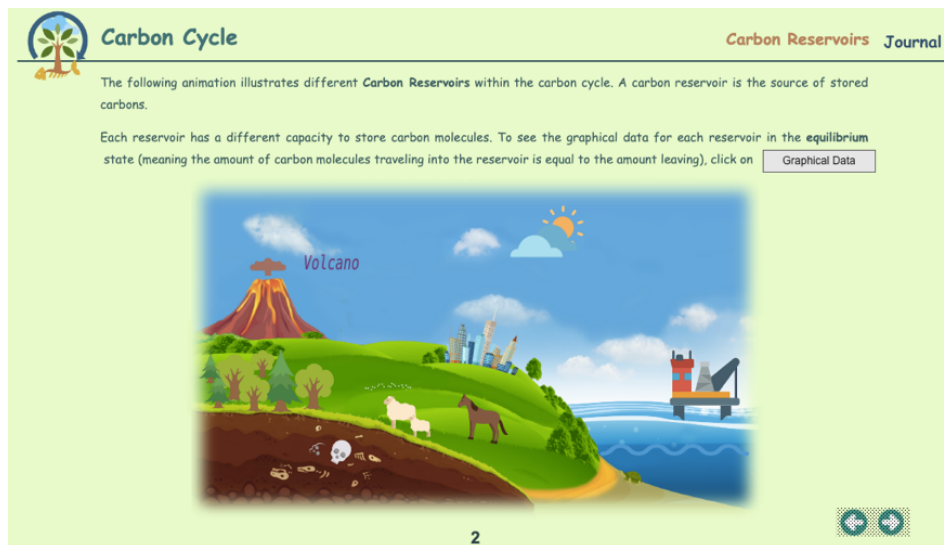 Carbon Cycle
Carbon Reservoirs Journal
The following animation illustrates different Carbon Reservoirs within the carbon cycle. A carbon reservoir is the source of stored
carbons.
Each reservoir has a different capacity to store carbon molecules. To see the graphical data for each reservoir in the equilibrium
state (meaning the amount of carbon molecules traveling into the reservoir is equal to the amount leaving), click on Graphical Data
Volcano
2